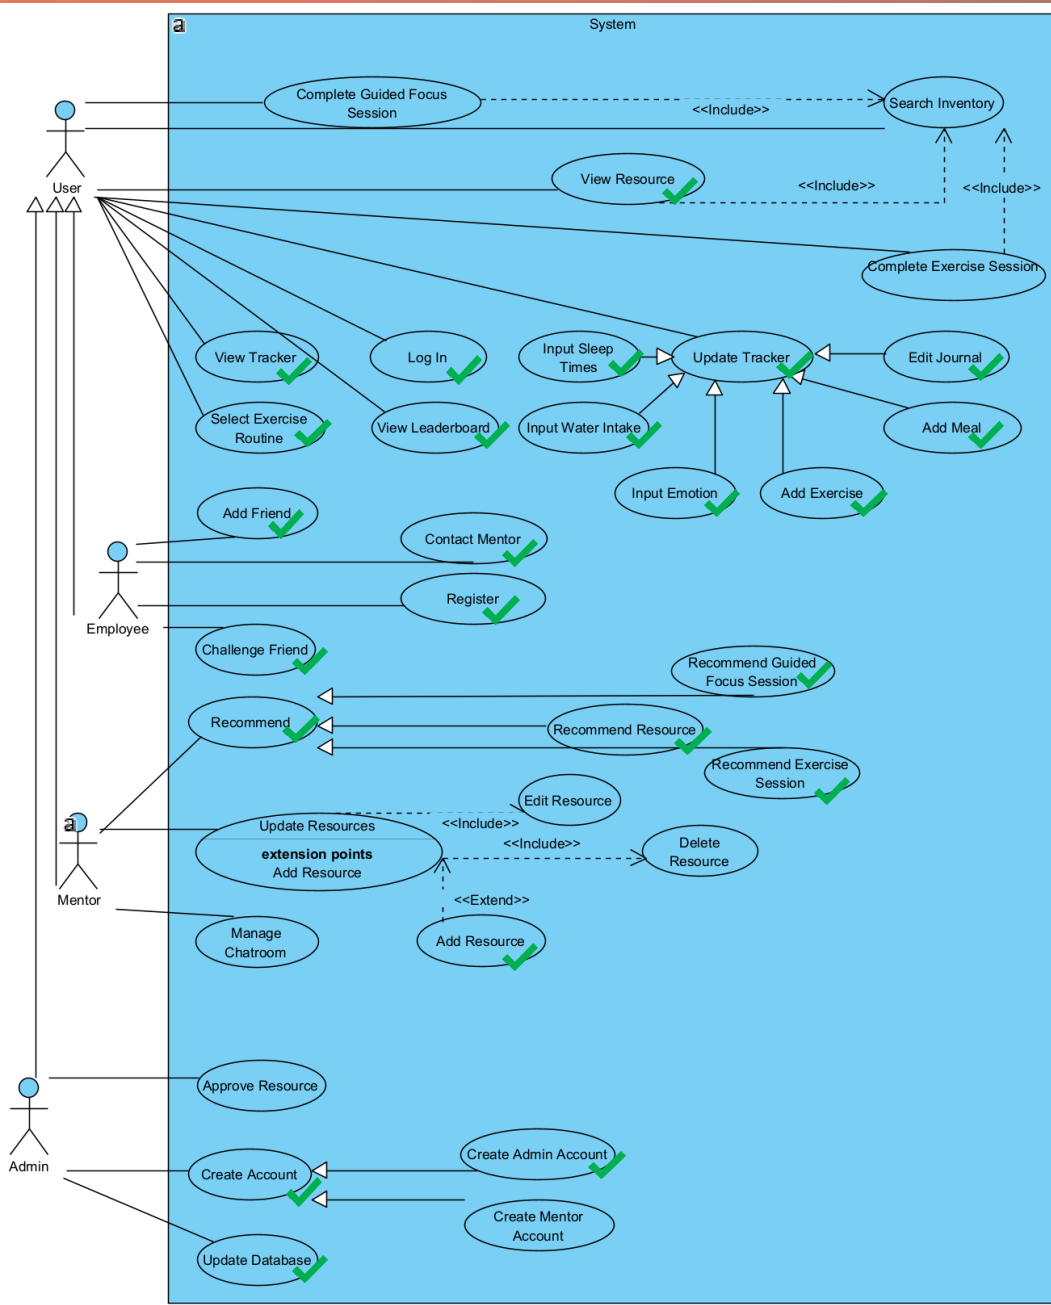 a
System
Complete Guided Focus
Session
<<Include>>
Search Inventory
User
View Resource
<<Include>>
<<Include>>
Complete Exercise Session
View Tracker
Log In
Input Sleep
Times
Update Tracker
Edit Journal
Select Exercise
Routine
View Leaderboard
Input Water Intake
Add Meal
Input Emotion
Add Exercise
Add Friend
Contact Mentor
Register
Employee
Challenge Friend
Recommend Guided
Focus Session
Recommend
Recommend Resource
Recommend Exercise
Session
Edit Resource
a
Update Resources
<<Include>>
extension points
Add Resource
<<Include>>
Delete
Resource
Mentor
<<Extend>>
Manage
Chatroom
Add Resource
Approve Resource
Admin
Create Account
Create Admin Account
Create Mentor
Account
Update Database